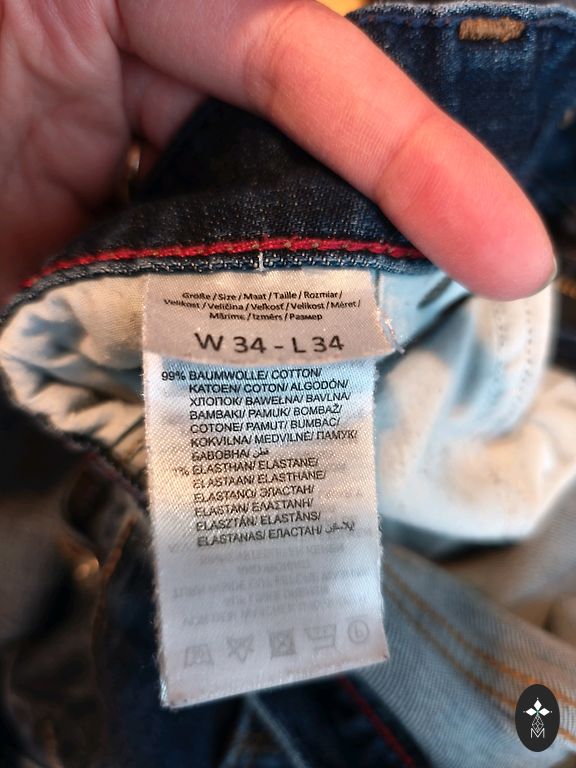 Größe / Size / Maat / Taille / Rozmiar /
Velikost / Veličina / Veľkosť / Velikost / Méret /
Mărime / Izmērs / Размер
W 34 - L 34
99% BAUMWOLLE/ COTTON/
KATOEN/ COTON/ ALGODÓN/
ХЛОПОК/ BAWEŁNA/ BAVLNA/
BAMBAKI/ PAMUK/ BOMBAŽ/
COTONE/ PAMUT/ BUMBAC/
KOKVILNA/ MEDVILNĖ/ ПАМУК/
БАВОВНА/ قطن
1% ELASTHAN/ ELASTANE/
ELASTAAN/ ELASTHANE/
ELASTANO/ ЭЛАСТАН/
ELASTAN/ ΕΛΑΣΤΑΝΗ/
ELASZTÁN/ ELASTĀNS/
ELASTANAS/ ЕЛАСТАН/
M